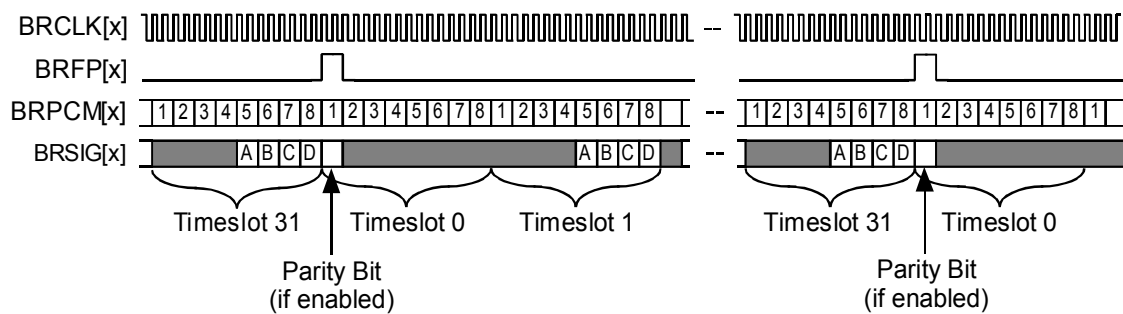 BRCLK[x] --
BRFP[x]
BRPCM[x] 1 2 3 4 5 6 7 8 1 2 3 4 5 6 7 8 1 2 3 4 5 6 7 8 -- 1 2 3 4 5 6 7 8 1 2 3 4 5 6 7 8 1
BRSIG[x] A B C D A B C D -- A B C D
Timeslot 31 Timeslot 0 Timeslot 1 Timeslot 31 Timeslot 0
Parity Bit Parity Bit
(if enabled) (if enabled)